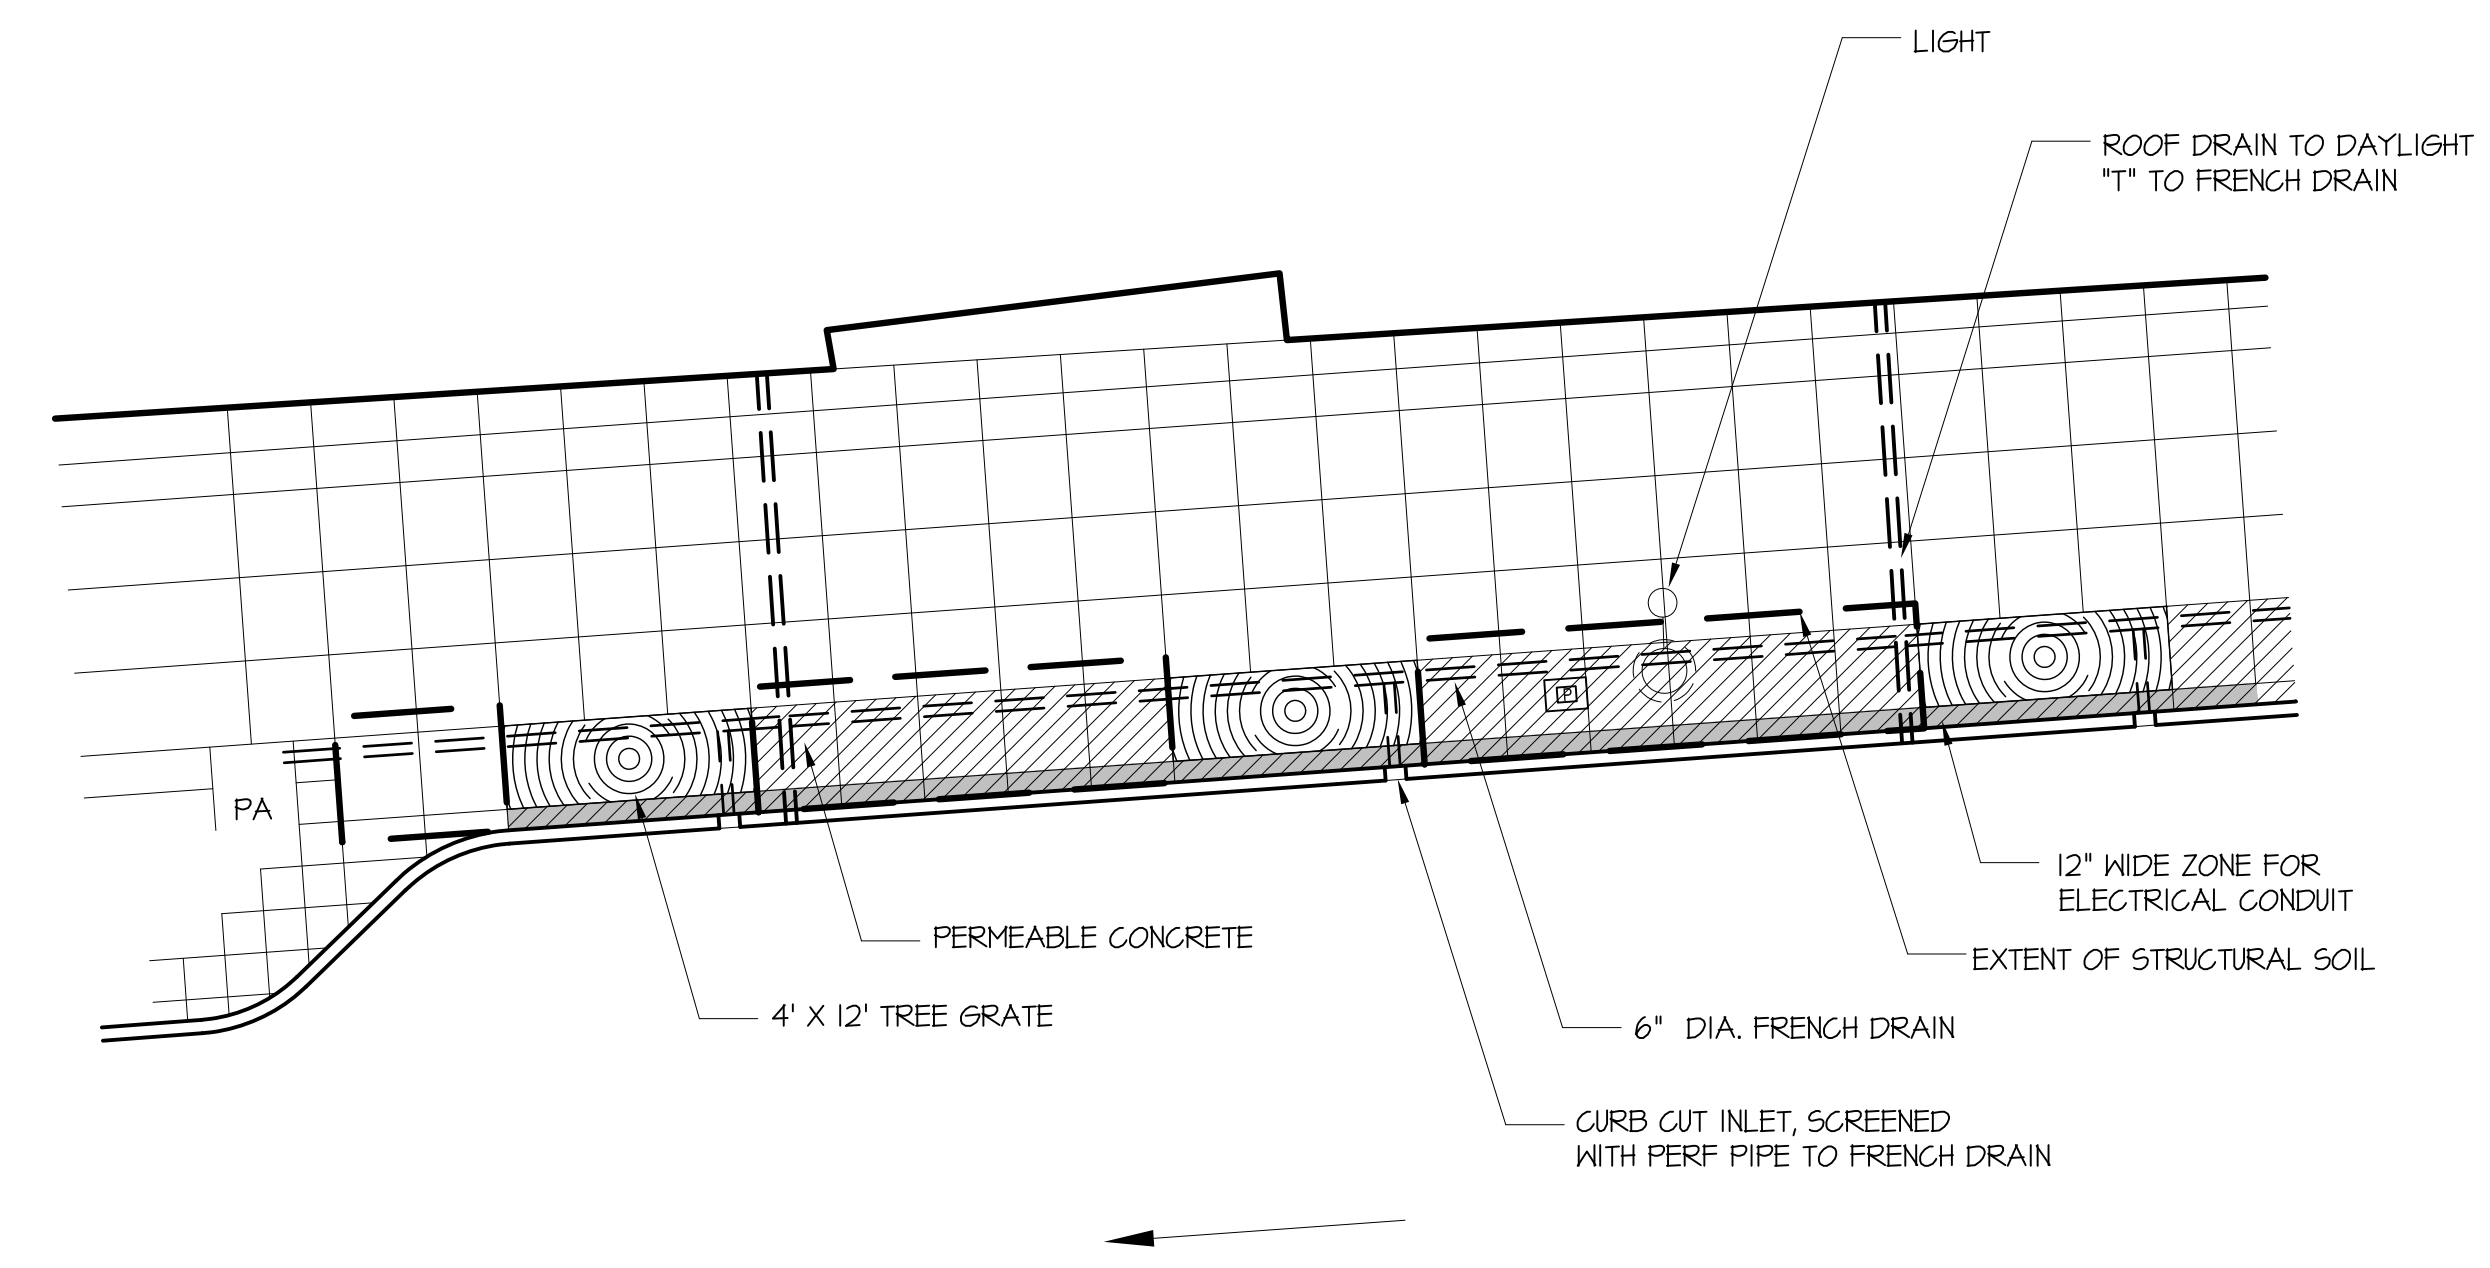 LIGHT
ROOF DRAIN TO DAYLIGHT
"T" TO FRENCH DRAIN
P
PA
12" WIDE ZONE FOR
ELECTRICAL CONDUIT
PERMEABLE CONCRETE
EXTENT OF STRUCTURAL SOIL
4' X 12' TREE GRATE
6" DIA. FRENCH DRAIN
CURB CUT INLET, SCREENED
WITH PERF PIPE TO FRENCH DRAIN